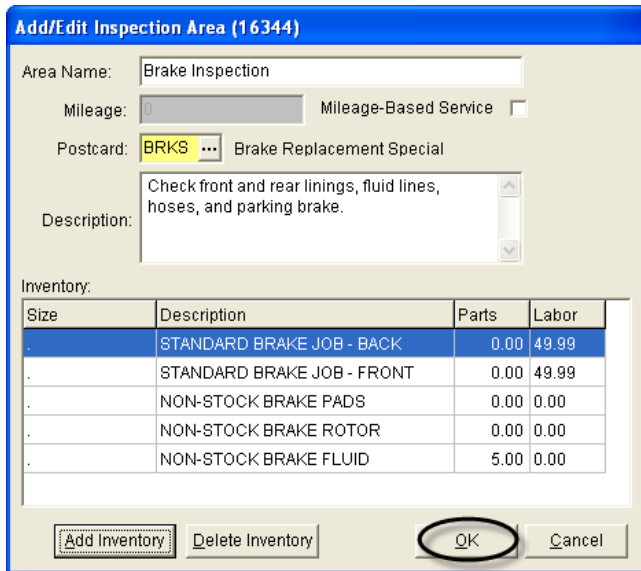 Add/Edit Inspection Area (16344)
Area Name: Brake Inspection
Mileage: 0 Mileage-Based Service
Postcard: BRKS ... Brake Replacement Special
Description: Check front and rear linings, fluid lines,
hoses, and parking brake.
Inventory:
Size Description Parts Labor
. STANDARD BRAKE JOB - BACK 0.00 49.99
. STANDARD BRAKE JOB - FRONT 0.00 49.99
. NON-STOCK BRAKE PADS 0.00 0.00
. NON-STOCK BRAKE ROTOR 0.00 0.00
. NON-STOCK BRAKE FLUID 5.00 0.00
Add Inventory Delete Inventory OK Cancel